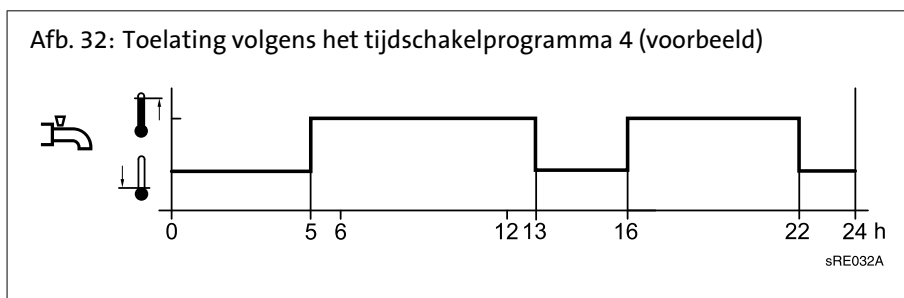 Afb. 32: Toelating volgens het tijdschakelprogramma 4 (voorbeeld)
0 5 6 12 13 16 22 24 h
sRE032A